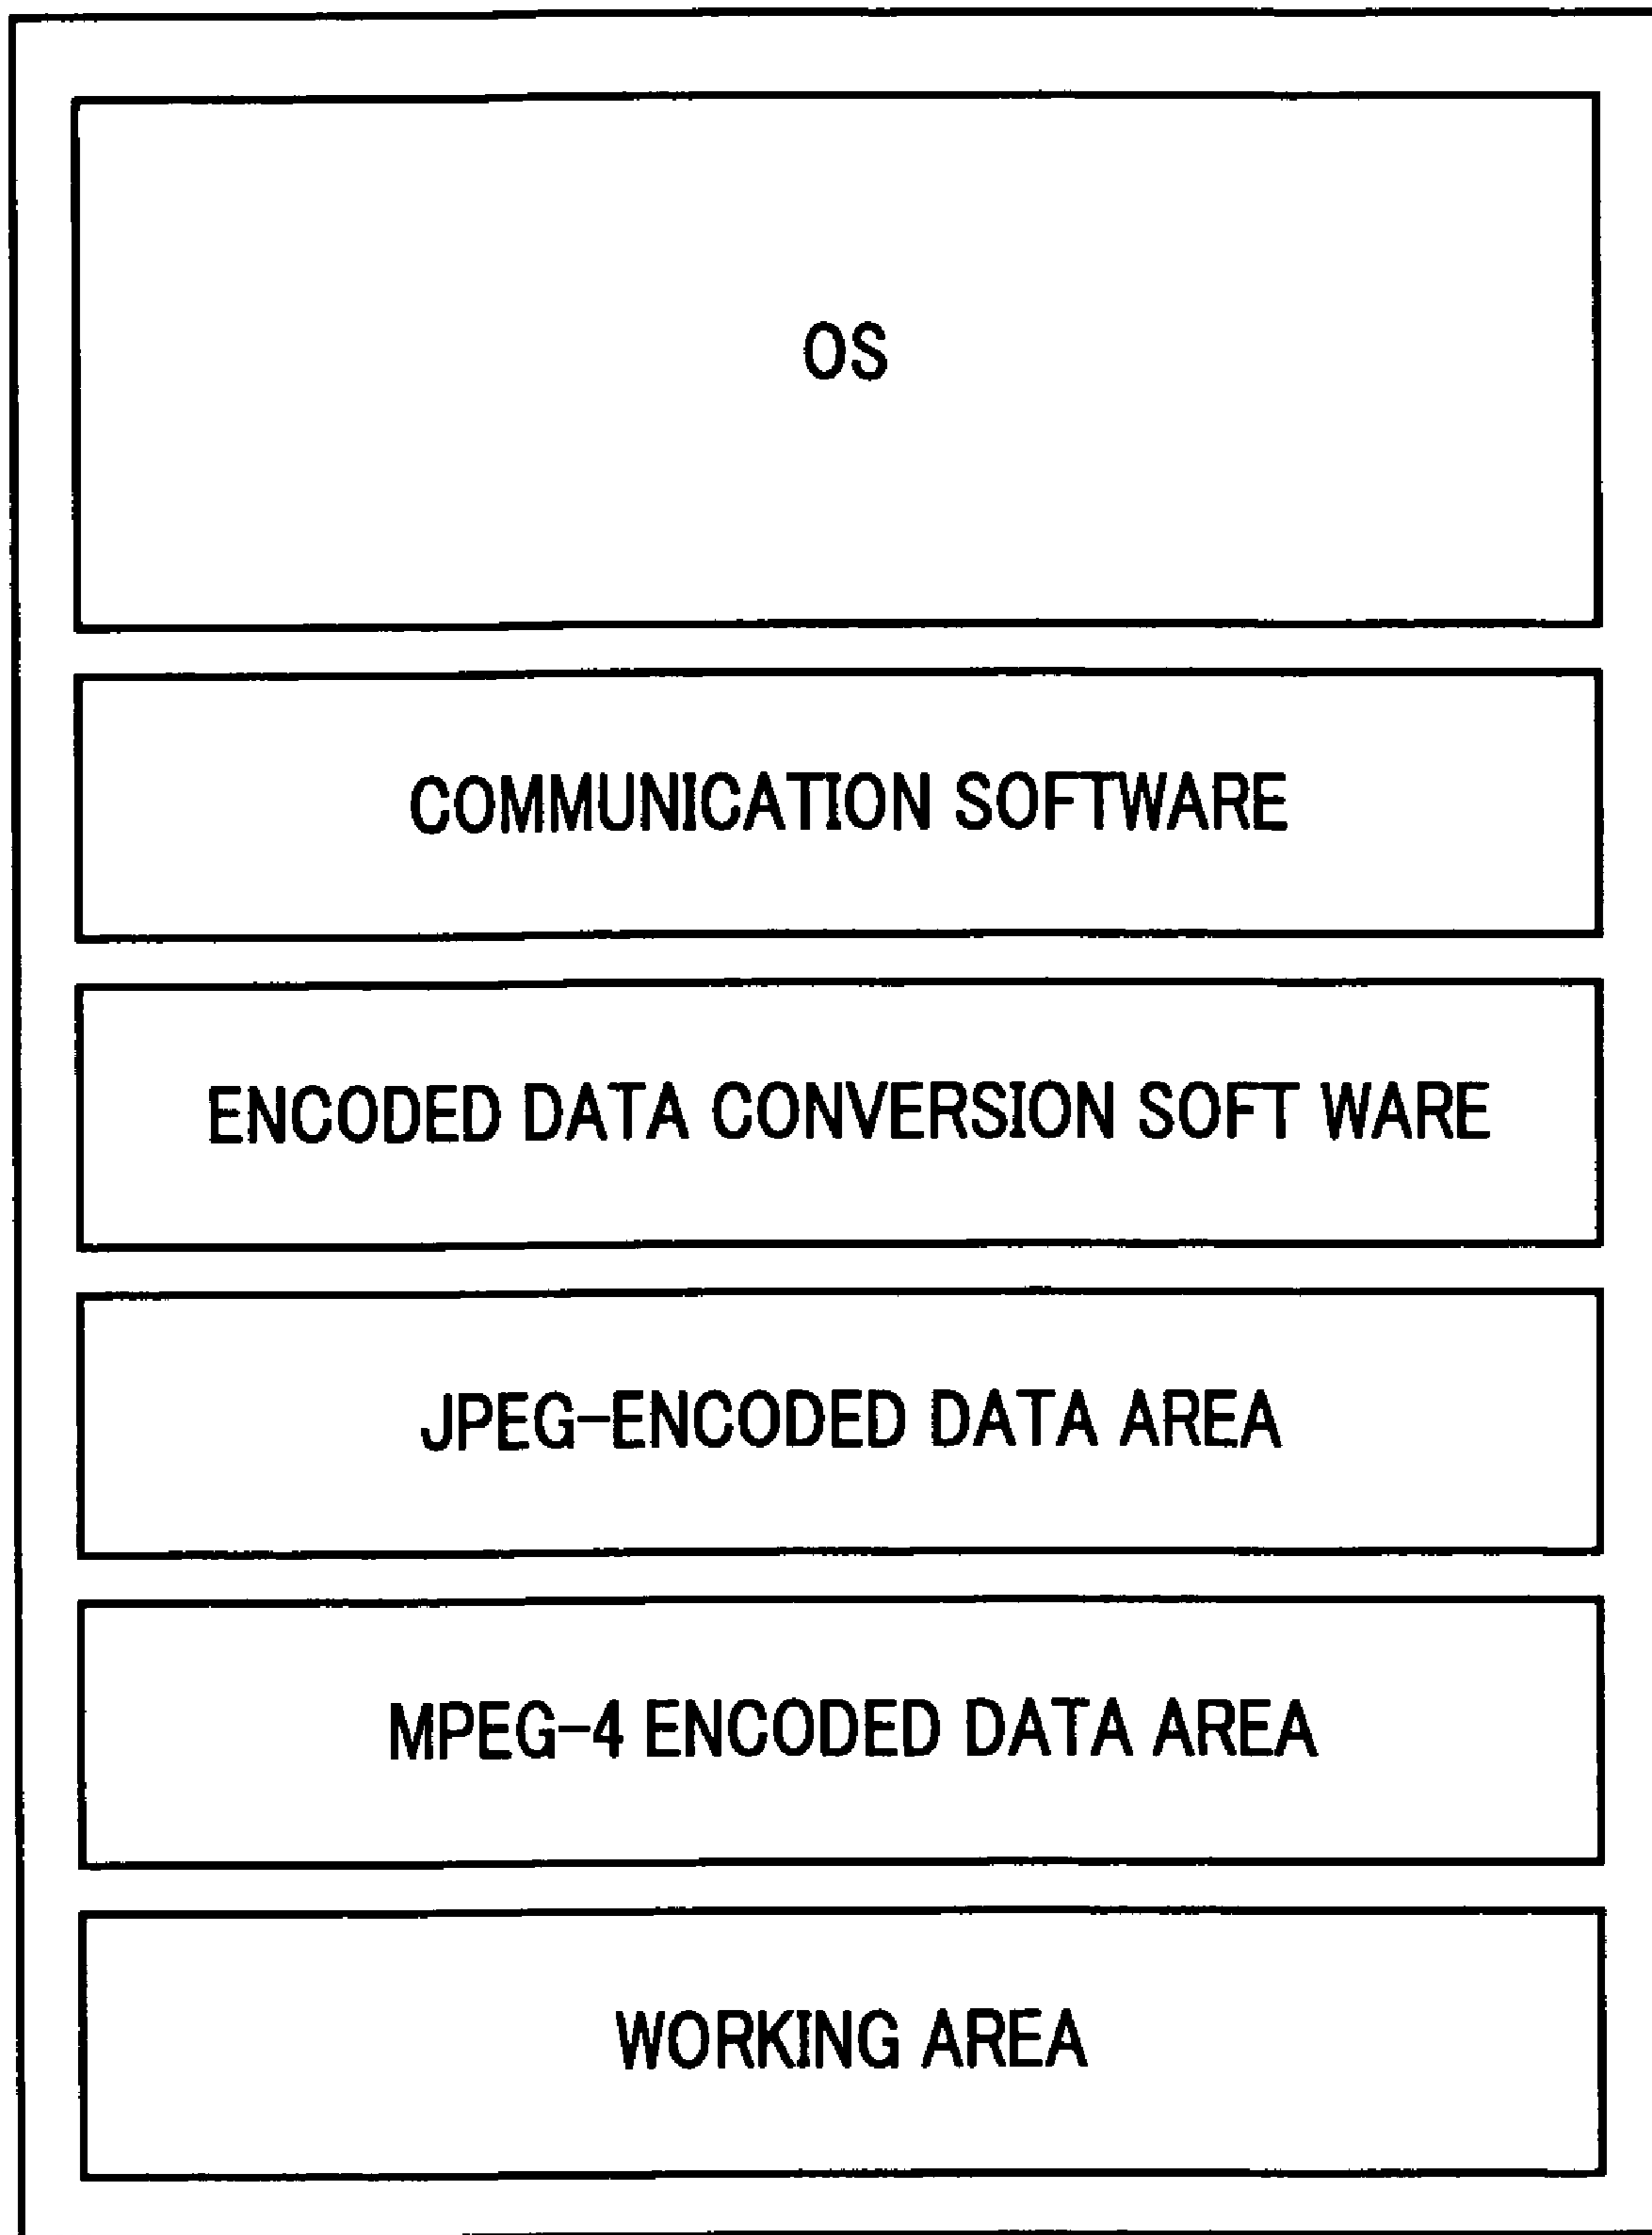 OS
COMMUNICATION SOFTWARE
ENCODED DATA CONVERSION SOFT WARE
JPEG-ENCODED DATA AREA
MPEG-4 ENCODED DATA AREA
WORKING AREA